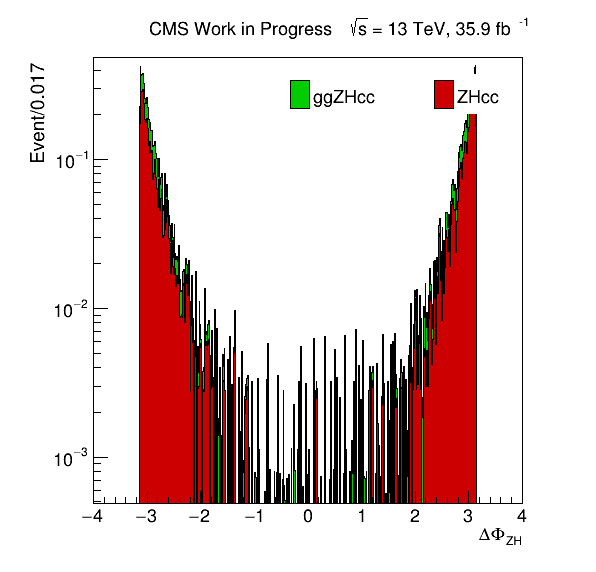 CMS Work in Progress √s = 13 TeV, 35.9 fb⁻¹
Event/0.017
ggZHcc ZHcc
10⁻¹
10⁻²
10⁻³
−4 −3 −2 −1 0 1 2 3 4
ΔΦ_ZH